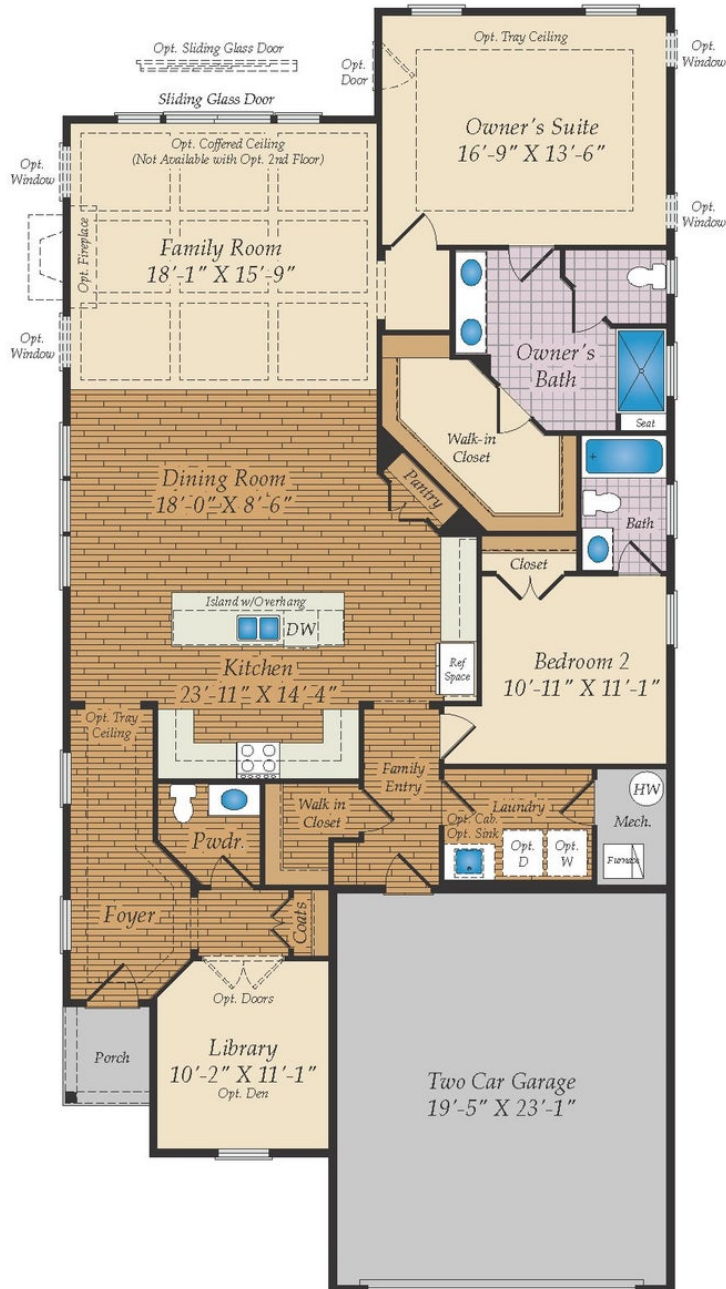 Opt. Sliding Glass Door
Sliding Glass Door
Opt.
Door
Opt. Tray Ceiling
Opt.
Window
Owner's Suite
16'-9" X 13'-6"
Opt.
Window
Opt. Coffered Ceiling
(Not Available with Opt. 2nd Floor)
Opt.
Window
Opt. Fireplace
Family Room
18'-1" X 15'-9"
Opt.
Window
Owner's
Bath
Seat
Walk-in
Closet
Pantry
Dining Room
18'-0" X 8'-6"
Bath
Closet
Island w/Overhang
DW
Kitchen
23'-11" X 14'-4"
Ref
Space
Bedroom 2
10'-11" X 11'-1"
Opt. Tray
Ceiling
Family
Entry
Walk in
Closet
Laundry
Opt. Cab.
Opt. Sink
Opt.
D
Opt.
W
HW
Mech.
Furnace
Pwdr.
Foyer
Coats
Opt. Doors
Porch
Library
10'-2" X 11'-1"
Opt. Den
Two Car Garage
19'-5" X 23'-1"